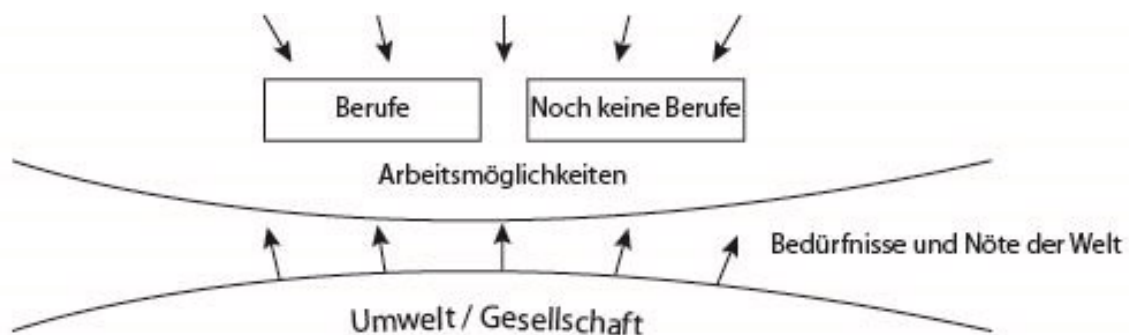 Berufe
Noch keine Berufe
Arbeitsmöglichkeiten
Bedürfnisse und Nöte der Welt
Umwelt / Gesellschaft